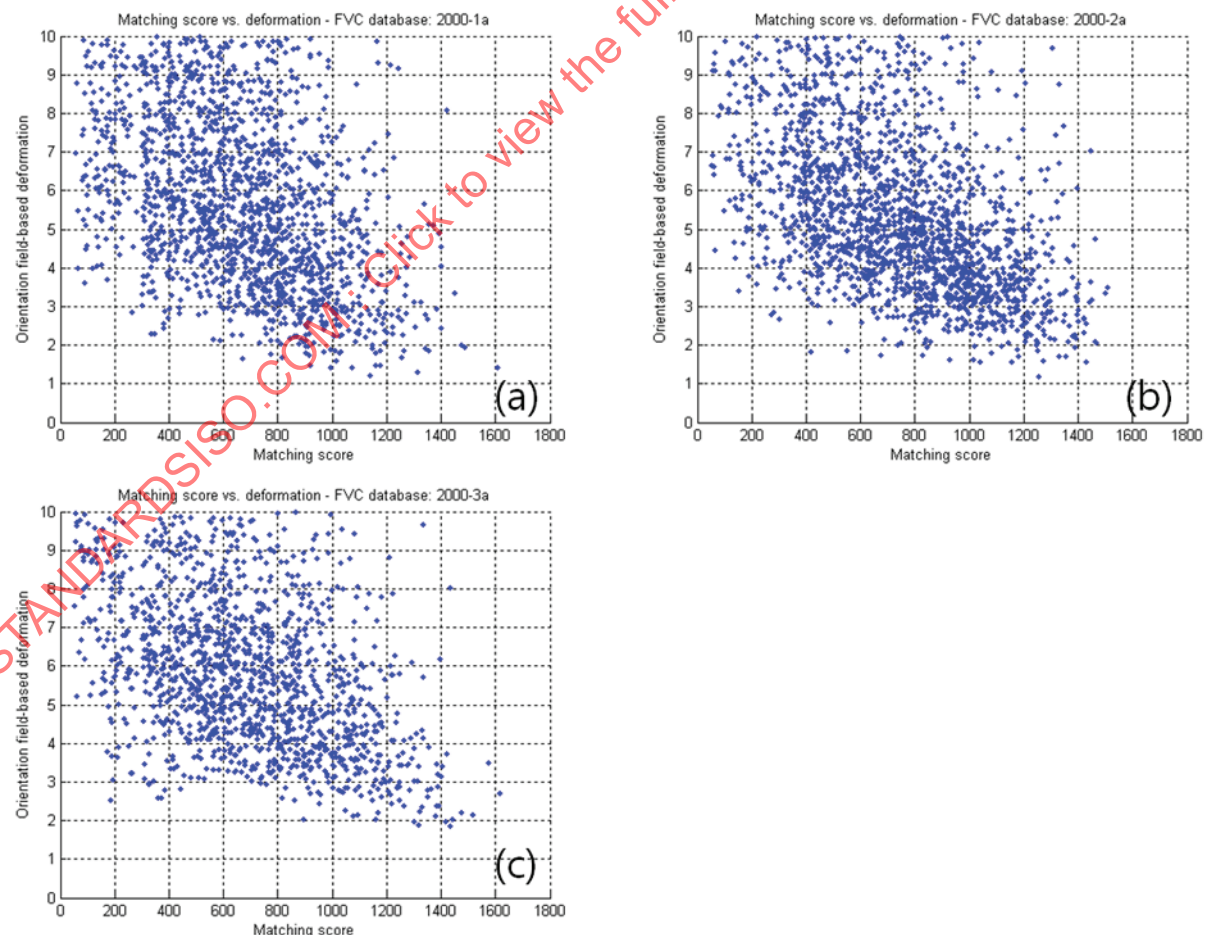 Matching score vs. deformation - FVC database: 2000-1a
Orientation field-based deformation
10
9
8
7
6
5
4
3
2
1
0
0 200 400 600 800 1000 1200 1400 1600 1800
Matching score
(a)
Matching score vs. deformation - FVC database: 2000-2a
Orientation field-based deformation
10
9
8
7
6
5
4
3
2
1
0
0 200 400 600 800 1000 1200 1400 1600 1800
Matching score
(b)
Matching score vs. deformation - FVC database: 2000-3a
Orientation field-based deformation
10
9
8
7
6
5
4
3
2
1
0
0 200 400 600 800 1000 1200 1400 1600 1800
Matching score
(c)
STANDARDSISO.COM : Click to view the full